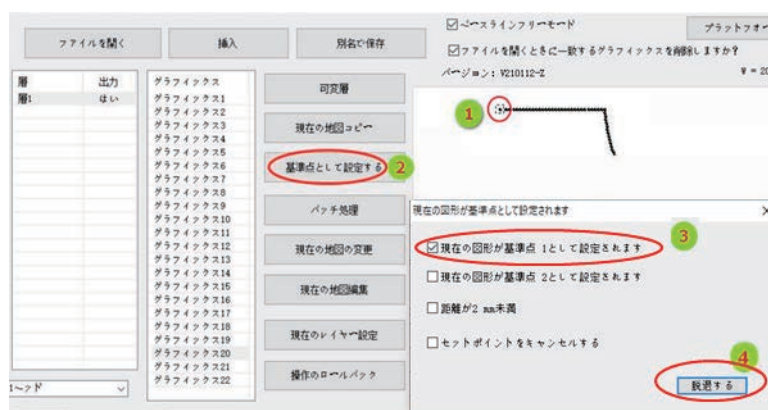 ファイルを開く
挿入
別名で保存
☑ベースラインフリーモード
プラットフォー
☑ファイルを開くときに一致するグラフィックスを削除しますか?
バージョン: V210112-Z
W = 20
層 出力
層1 はい
グラフィックス
グラフィックス1
グラフィックス2
グラフィックス3
グラフィックス4
グラフィックス5
グラフィックス6
グラフィックス7
グラフィックス8
グラフィックス9
グラフィックス10
グラフィックス11
グラフィックス12
グラフィックス13
グラフィックス14
グラフィックス15
グラフィックス16
グラフィックス17
グラフィックス18
グラフィックス19
グラフィックス20
グラフィックス21
グラフィックス22
可変層
現在の地図コピー
基準点として設定する
2
バッチ処理
現在の地図の変更
現在の地図編集
現在のレイヤー設定
操作のロールバック
1
現在の図形が基準点として設定されます
☑現在の図形が基準点 1として設定されます
3
☐現在の図形が基準点 2として設定されます
☐距離が2 mm未満
☐セットポイントをキャンセルする
4
脱退する